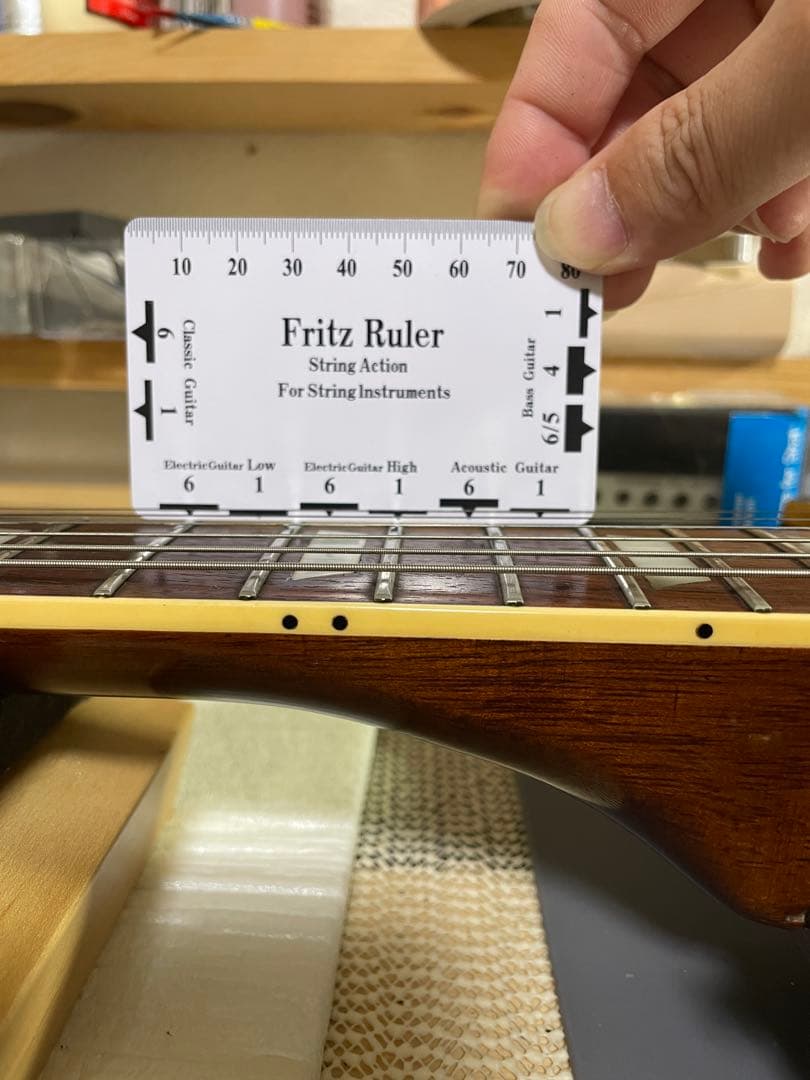 10 20 30 40 50 60 70 80
Fritz Ruler
String Action
For String Instruments
6 Classic Guitar
1
1 Bass Guitar
4
6/5
ElectricGuitar Low
6 1
ElectricGuitar High
6 1
Acoustic Guitar
6 1